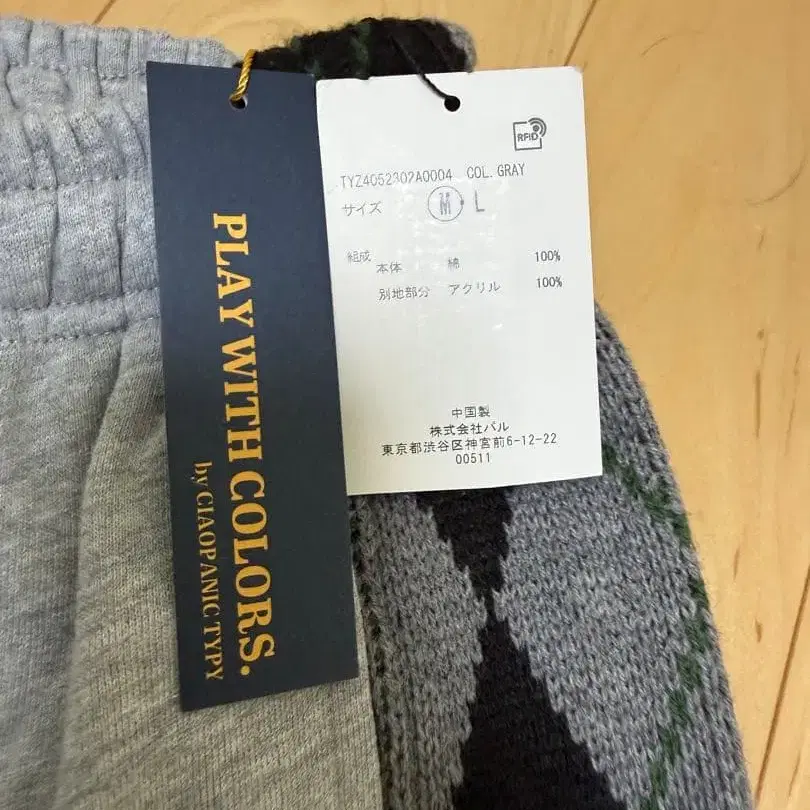 PLAY WITH COLORS.
by CIAOPANIC TYPY
RFID
TYZ4052302A0004 COL. GRAY
サイズ M・L
組成
本体 綿 100%
別地部分 アクリル 100%
中国製
株式会社パル
東京都渋谷区神宮前6-12-22
00511